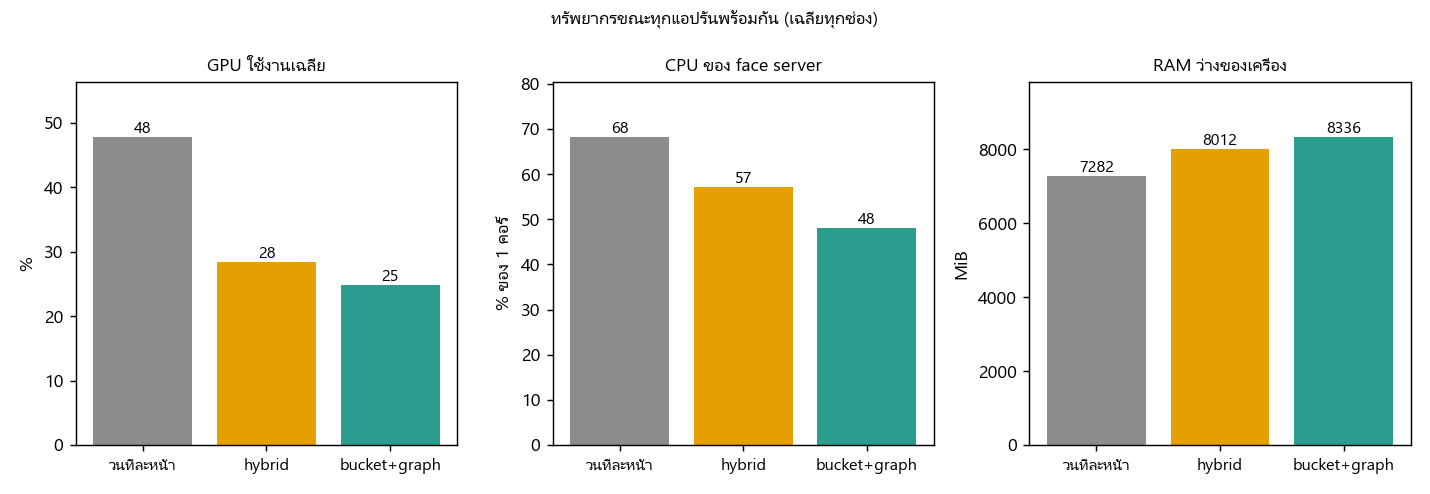 ทรัพยากรขณะทุกแอปรันพร้อมกัน (เฉลี่ยทุกช่อง)
GPU ใช้งานเฉลี่ย
%
50
40
30
20
10
0
48
28
25
วนทีละหน้า
hybrid
bucket+graph
CPU ของ face server
% ของ 1 คอร์
80
70
60
50
40
30
20
10
0
68
57
48
วนทีละหน้า
hybrid
bucket+graph
RAM ว่างของเครื่อง
MiB
8000
6000
4000
2000
0
7282
8012
8336
วนทีละหน้า
hybrid
bucket+graph